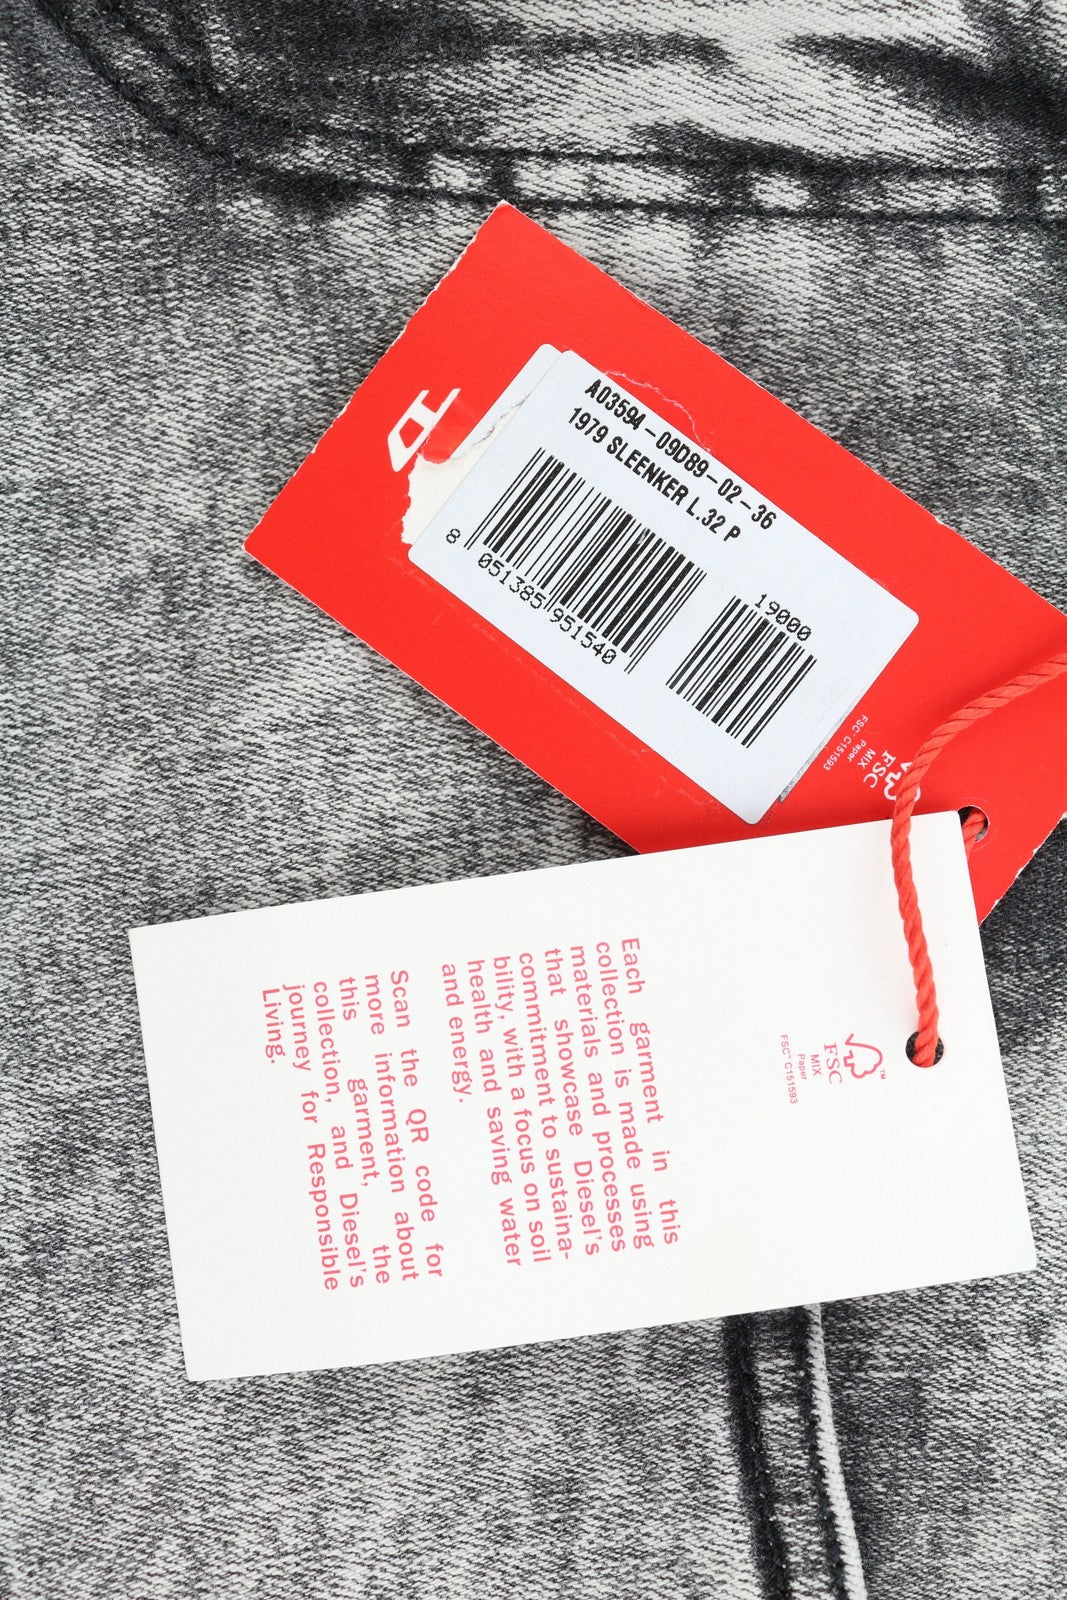 A03594-09D89-02-36
1979 SLEENKER L.32 P
8 051385 951540
19000
FSC
MIX
Paper
FSC™ C151593
FSC™
MIX
Paper
FSC™ C151593
Each garment in this
collection is made using
materials and processes
that showcase Diesel's
commitment to sustaina-
bility, with a focus on soil
health and saving water
and energy.
Scan the QR code for
more information about
this garment, the
collection, and Diesel's
journey for Responsible
Living.